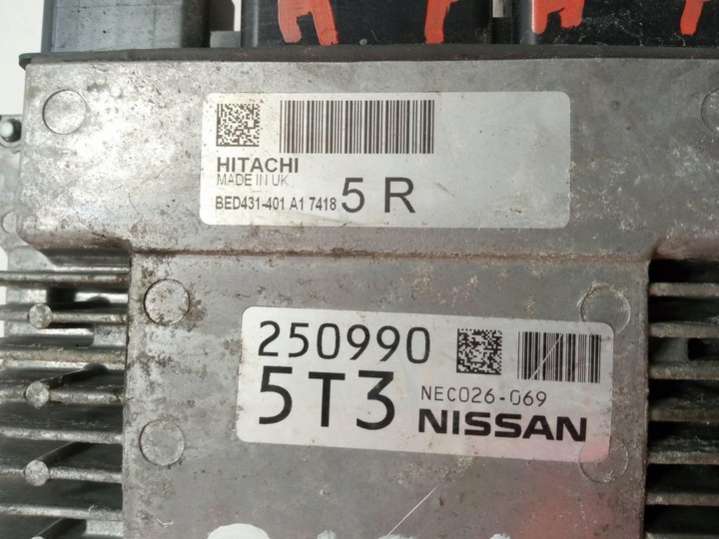 HITACHI
MADE IN UK
BED431-401 A1 7418 5 R
250990
5T3 NEC026-069
NISSAN